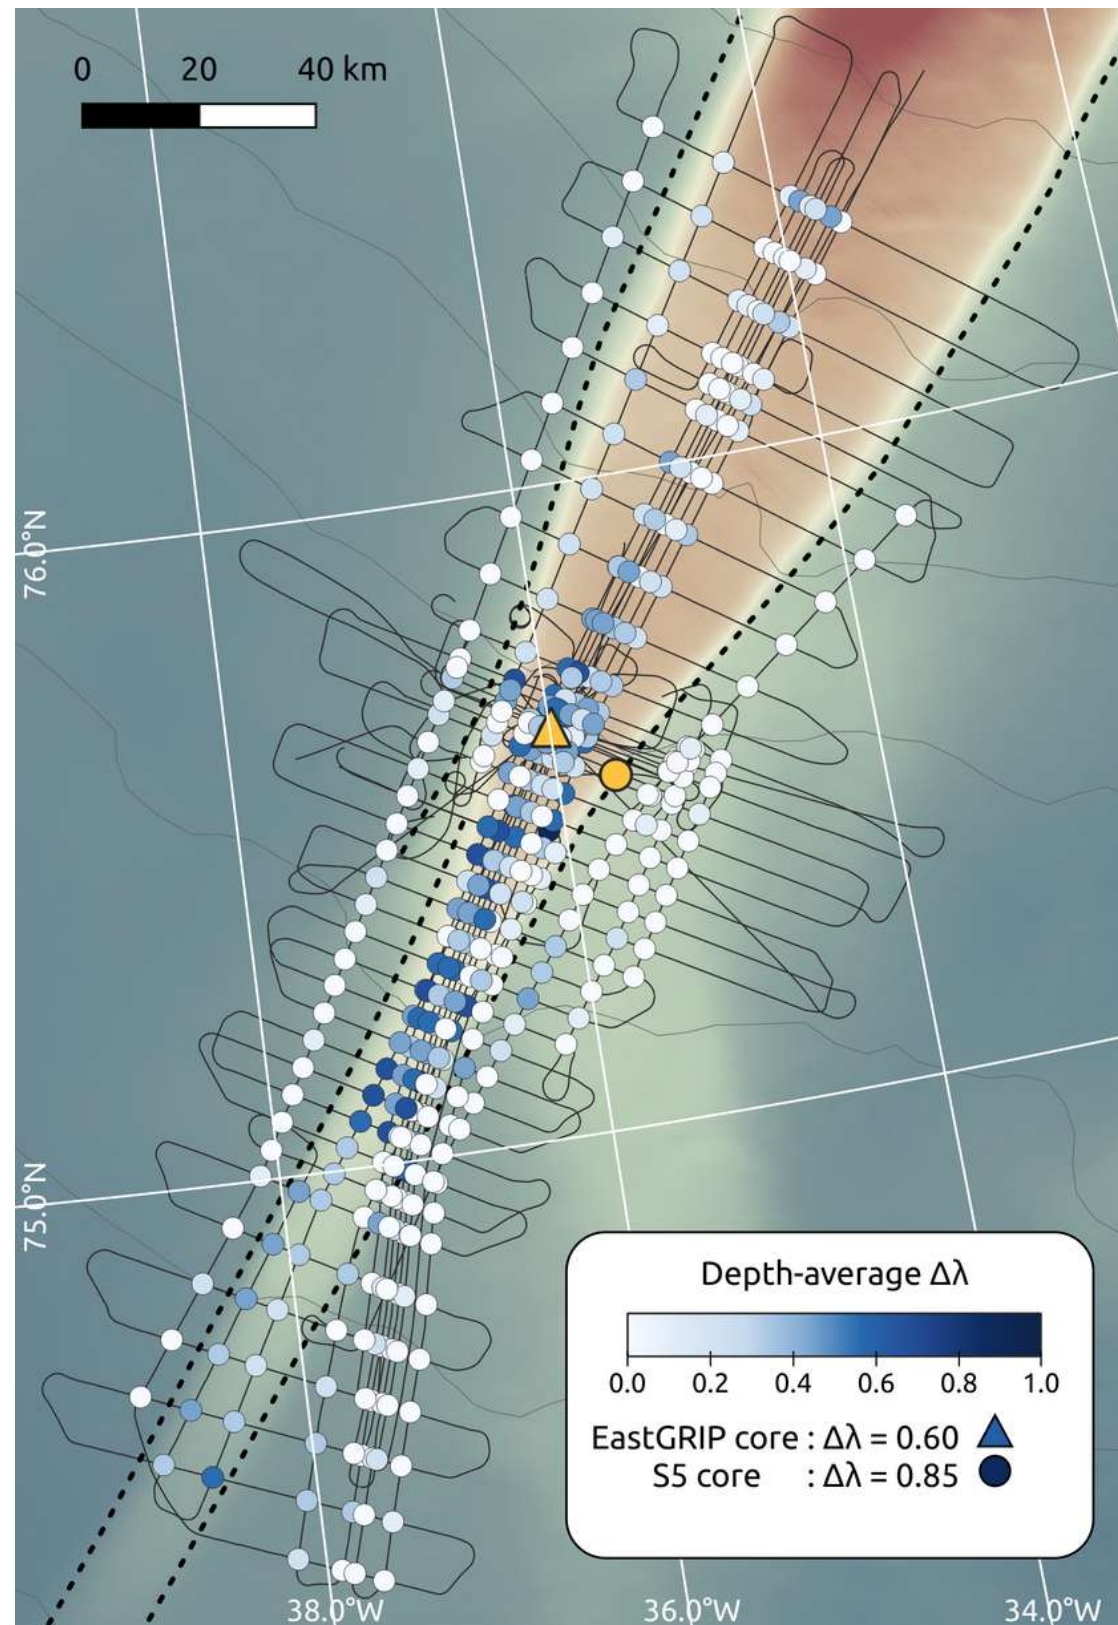 0 20 40 km
76.0°N
75.0°N
Depth-average Δλ
0.0 0.2 0.4 0.6 0.8 1.0
EastGRIP core : Δλ = 0.60
S5 core : Δλ = 0.85
38.0°W 36.0°W 34.0°W